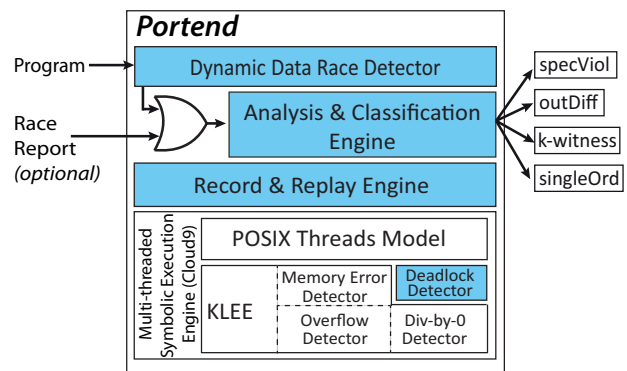 Portend
Program
Dynamic Data Race Detector
Race
Report
(optional)
Analysis & Classification
Engine
specViol
outDiff
k-witness
singleOrd
Record & Replay Engine
Multi-threaded
Symbolic Execution
Engine (Cloud9)
POSIX Threads Model
KLEE
Memory Error
Detector
Deadlock
Detector
Overflow
Detector
Div-by-0
Detector